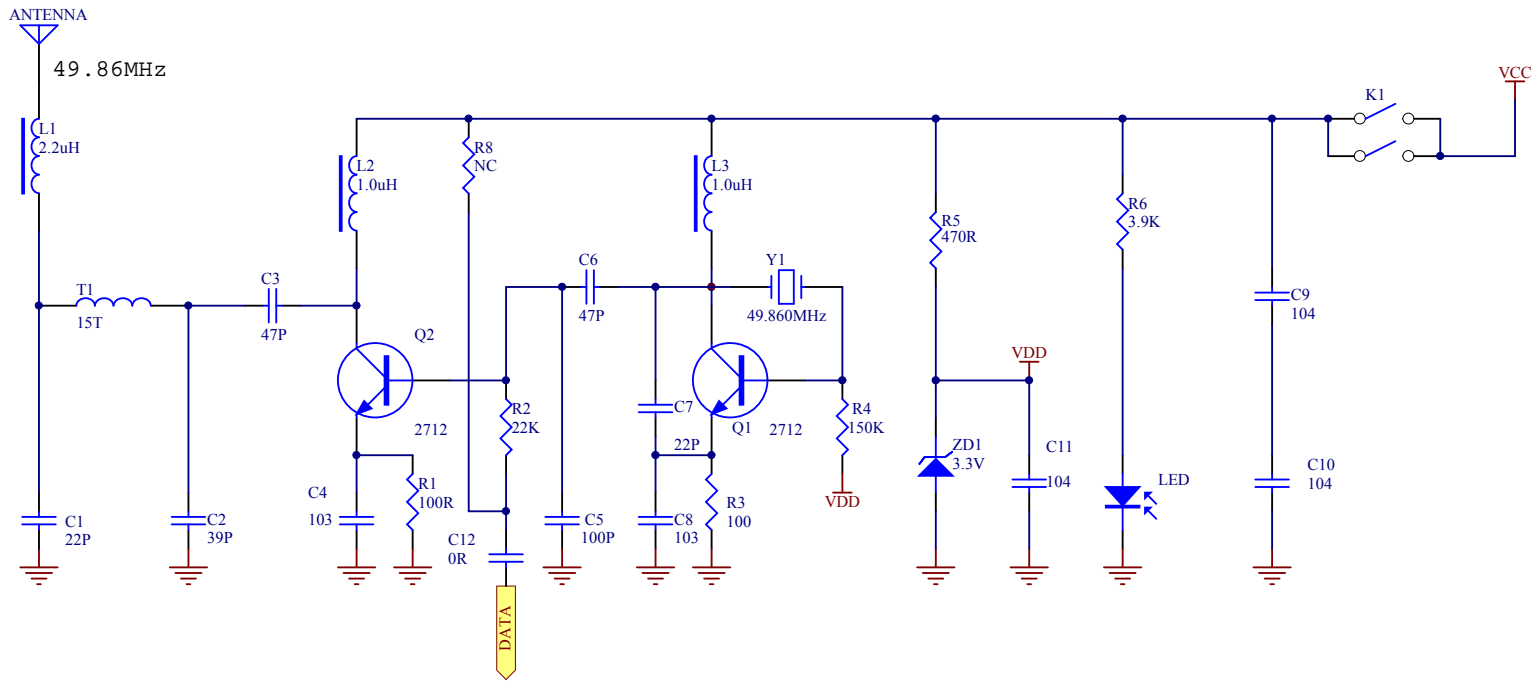 ANTENNA
49.86MHz
VCC
K1
L1
2.2uH
L2
1.0uH
R8
NC
L3
1.0uH
R5
470R
R6
3.9K
T1
15T
C3
47P
C6
47P
Y1
49.860MHz
C9
104
Q2
2712
VDD
R2
22K
C7
22P
Q1
2712
R4
150K
VDD
ZD1
3.3V
C11
104
LED
C10
104
C1
22P
C2
39P
C4
103
R1
100R
C12
0R
C5
100P
C8
103
R3
100
DATA